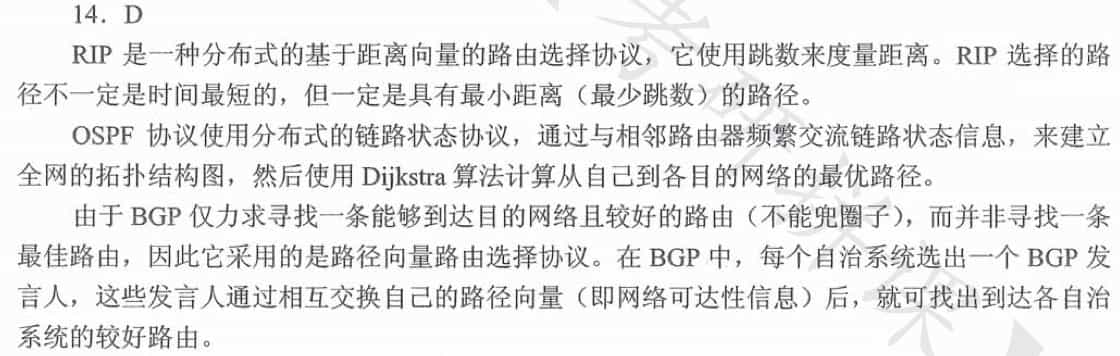 14. D
RIP 是一种分布式的基于距离向量的路由选择协议，它使用跳数来度量距离。RIP 选择的路
径不一定是时间最短的，但一定是具有最小距离（最少跳数）的路径。
OSPF 协议使用分布式的链路状态协议，通过与相邻路由器频繁交流链路状态信息，来建立
全网的拓扑结构图，然后使用 Dijkstra 算法计算从自己到各目的网络的最优路径。
由于 BGP 仅力求寻找一条能够到达目的网络且较好的路由（不能兜圈子），而并非寻找一条
最佳路由，因此它采用的是路径向量路由选择协议。在 BGP 中，每个自治系统选出一个 BGP 发
言人，这些发言人通过相互交换自己的路径向量（即网络可达性信息）后，就可找出到达各自治
系统的较好路由。